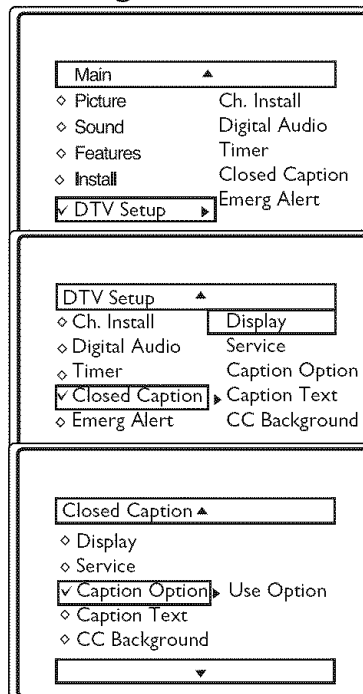 Main ▲
◇ Picture Ch. Install
◇ Sound Digital Audio
◇ Features Timer
◇ Install Closed Caption
✓ DTV Setup ▶ Emerg Alert
DTV Setup ▲
◇ Ch. Install Display
◇ Digital Audio Service
◇ Timer Caption Option
✓ Closed Caption ▶ Caption Text
◇ Emerg Alert CC Background
Closed Caption ▲
◇ Display
◇ Service
✓ Caption Option ▶ Use Option
◇ Caption Text
◇ CC Background
▼